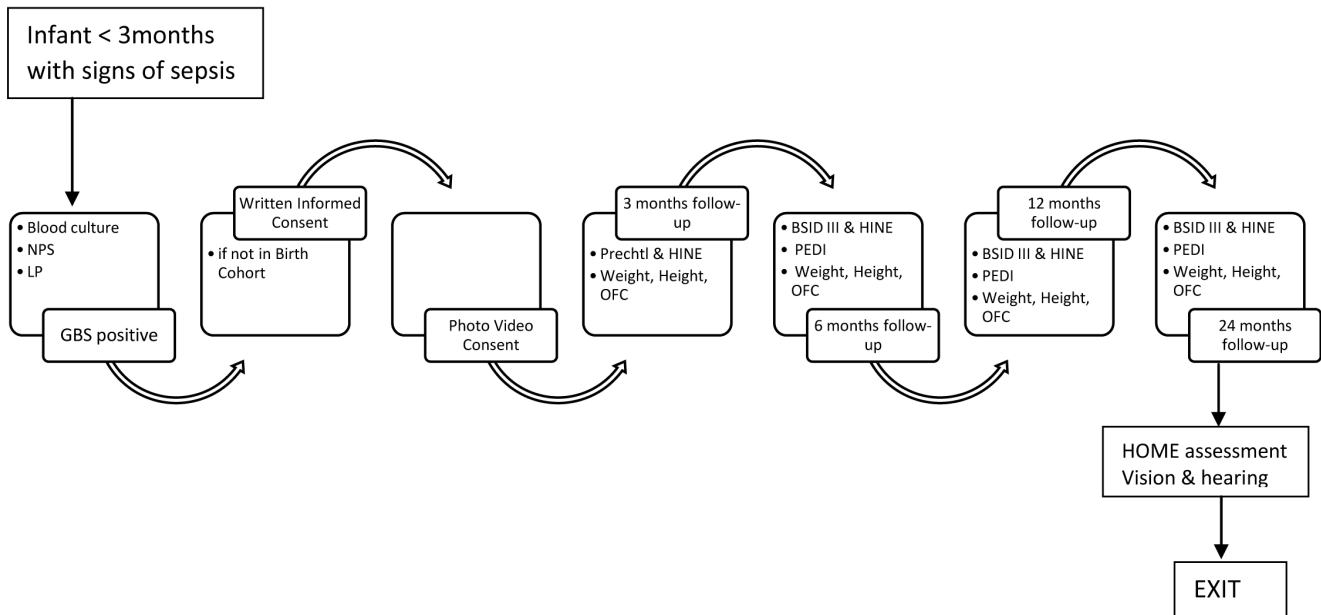 Infant < 3months
with signs of sepsis
• Blood culture
• NPS
• LP
GBS positive
Written Informed
Consent
• if not in Birth
Cohort
Photo Video
Consent
3 months follow-
up
• Prechtl & HINE
• Weight, Height,
OFC
• BSID III & HINE
• PEDI
• Weight, Height,
OFC
6 months follow-
up
12 months
follow-up
• BSID III & HINE
• PEDI
• Weight, Height,
OFC
• BSID III & HINE
• PEDI
• Weight, Height,
OFC
24 months
follow-up
HOME assessment
Vision & hearing
EXIT